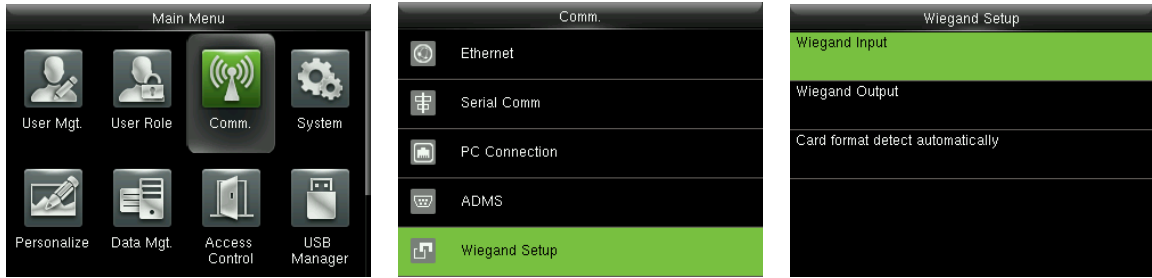 Main Menu
User Mgt.
User Role
Comm.
System
Personalize
Data Mgt.
Access
Control
USB
Manager
Comm.
Ethernet
Serial Comm
PC Connection
ADMS
Wiegand Setup
Wiegand Setup
Wiegand Input
Wiegand Output
Card format detect automatically